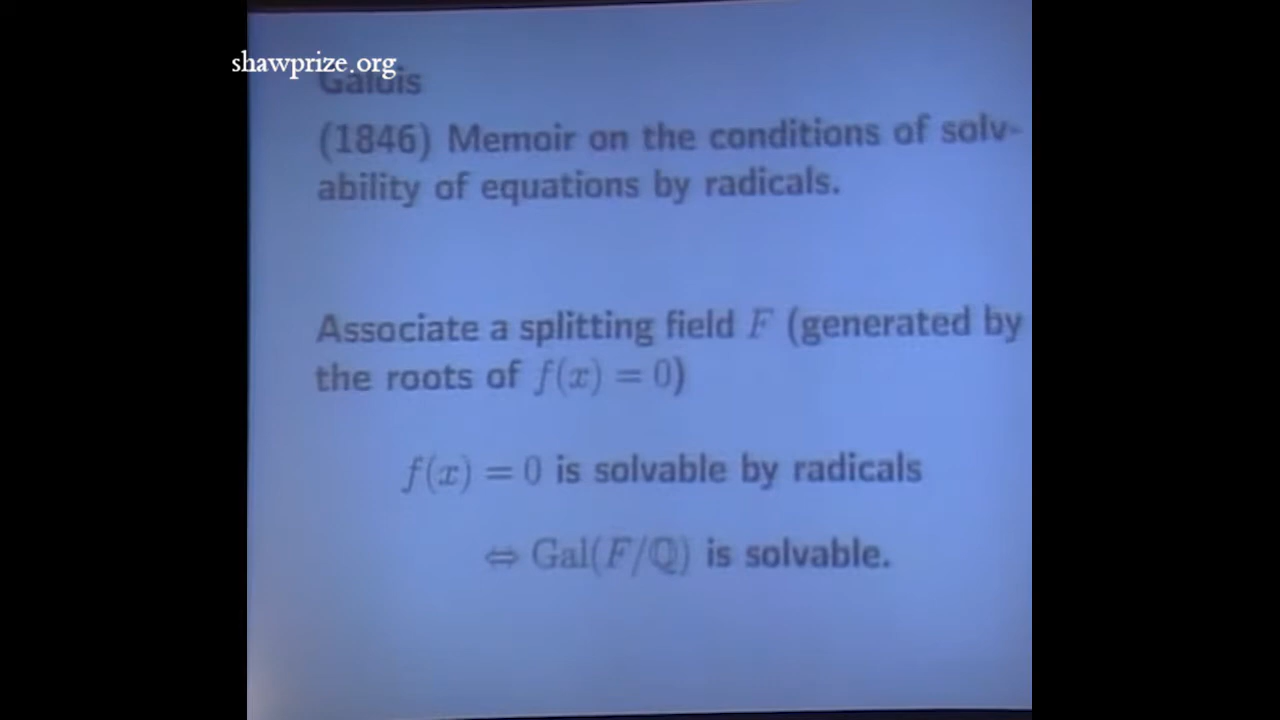 shawprize.org
Galois
(1846) Memoir on the conditions of solv-
ability of equations by radicals.
Associate a splitting field F (generated by
the roots of f(x) = 0)
f(x) = 0 is solvable by radicals
⇔ Gal(F/ℚ) is solvable.